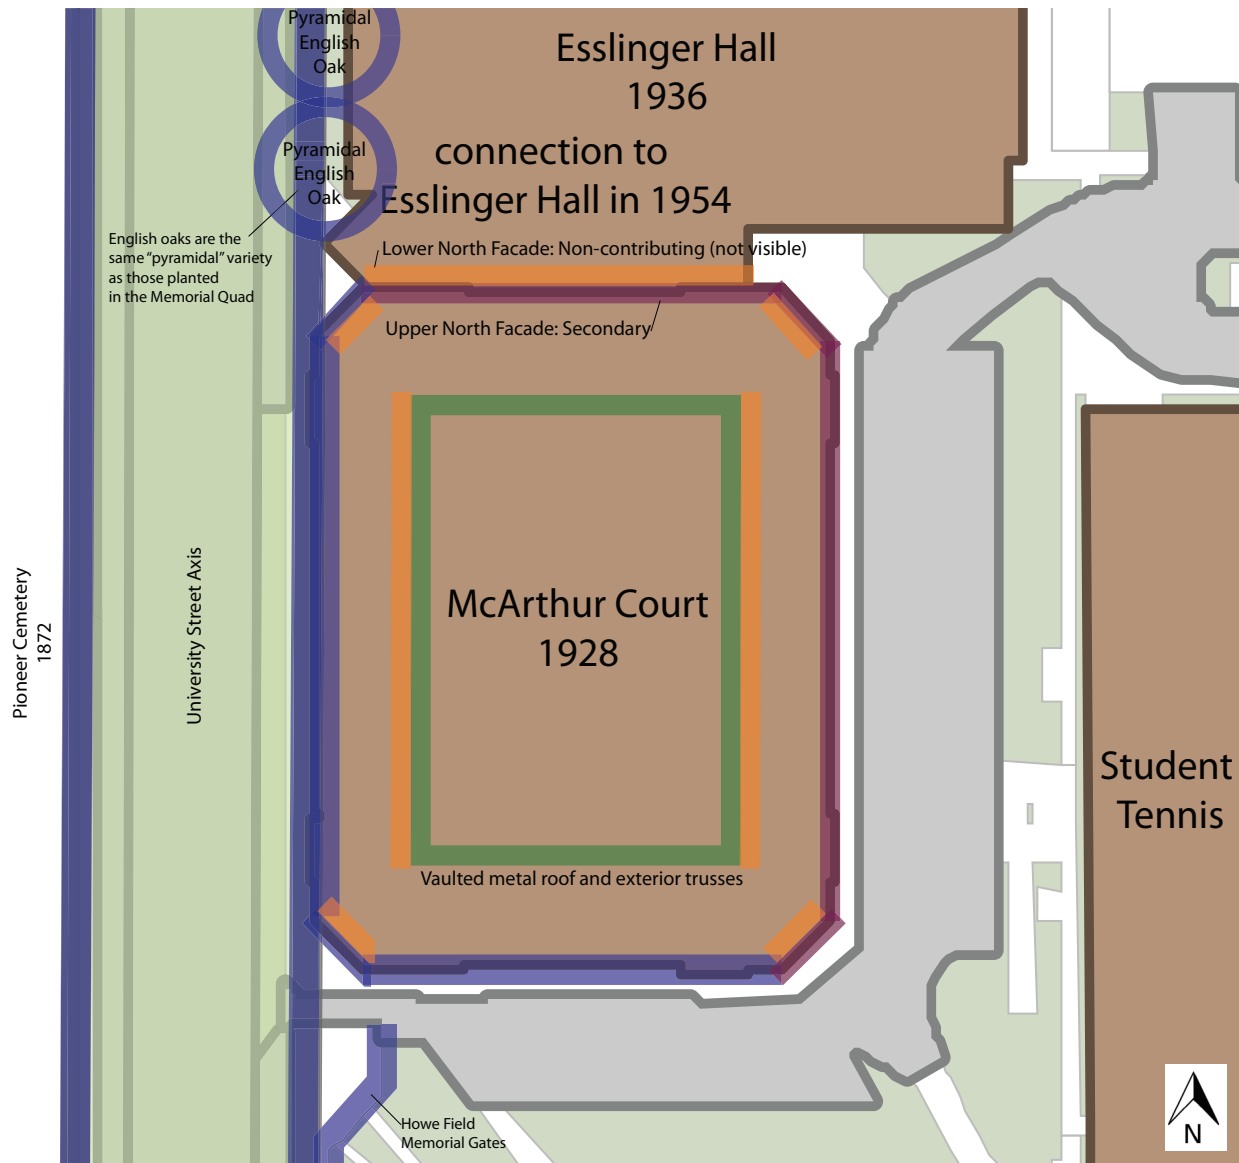 Pyramidal
English
Oak
Esslinger Hall
1936
Pyramidal
English
Oak
connection to
Esslinger Hall in 1954
English oaks are the
same "pyramidal" variety
as those planted
in the Memorial Quad
Lower North Facade: Non-contributing (not visible)
Upper North Facade: Secondary
Pioneer Cemetery
1872
University Street Axis
McArthur Court
1928
Student
Tennis
Vaulted metal roof and exterior trusses
Howe Field
Memorial Gates
N